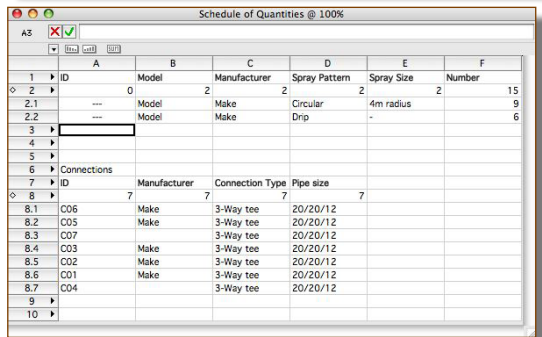 Schedule of Quantities @ 100%
A3
A B C D E F
1 ID Model Manufacturer Spray Pattern Spray Size Number
2 0 2 2 2 2 15
2.1 --- Model Make Circular 4m radius 9
2.2 --- Model Make Drip - 6
3
4
5
6 Connections
7 ID Manufacturer Connection Type Pipe size
8 7 7 7 7
8.1 C06 Make 3-Way tee 20/20/12
8.2 C05 Make 3-Way tee 20/20/12
8.3 C07 3-Way tee 20/20/12
8.4 C03 Make 3-Way tee 20/20/12
8.5 C02 Make 3-Way tee 20/20/12
8.6 C01 Make 3-Way tee 20/20/12
8.7 C04 3-Way tee 20/20/12
9
10